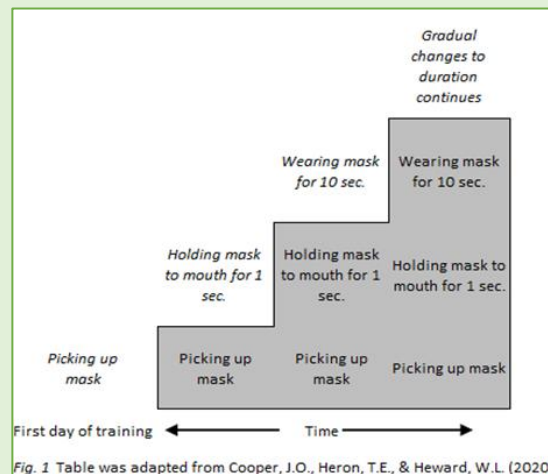 Gradual
changes to
duration
continues
Wearing mask
for 10 sec.
Wearing mask
for 10 sec.
Holding mask
to mouth for 1
sec.
Holding mask
to mouth for 1
sec.
Holding mask to
mouth for 1 sec.
Picking up
mask
Picking up
mask
Picking up
mask
Picking up mask
First day of training
Time
Fig. 1 Table was adapted from Cooper, J.O., Heron, T.E., & Heward, W.L. (2020